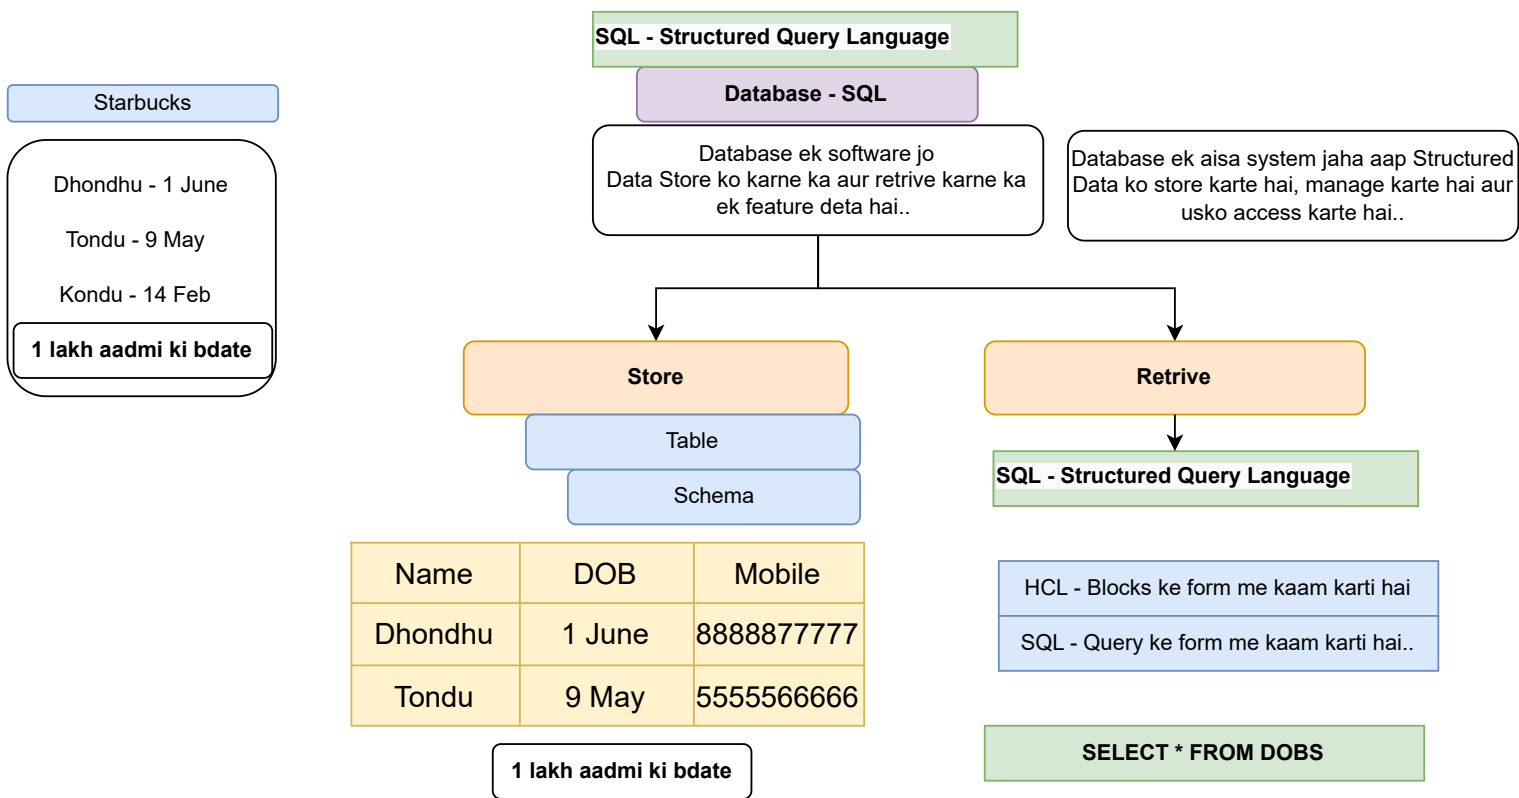 SQL - Structured Query Language
Database - SQL
Starbucks
Dhondhu - 1 June
Tondu - 9 May
Kondu - 14 Feb
1 lakh aadmi ki bdate
Database ek software jo
Data Store ko karne ka aur retrive karne ka
ek feature deta hai..
Database ek aisa system jaha aap Structured
Data ko store karte hai, manage karte hai aur
usko access karte hai..
Store
Table
Schema
Name DOB Mobile
Dhondhu 1 June 8888877777
Tondu 9 May 5555566666
1 lakh aadmi ki bdate
Retrive
SQL - Structured Query Language
HCL - Blocks ke form me kaam karti hai
SQL - Query ke form me kaam karti hai..
SELECT * FROM DOBS